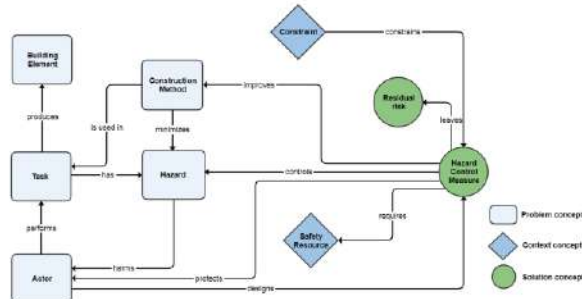 Constraint
constrains
Building
Element
Construction
Method
improves
Residual
risk
leaves
produces
Is used in
minimizes
Task
has
Hazard
controls
Hazard
Control
Measure
performs
requires
Problem concept
Safety
Resource
Context concept
harms
protects
Actor
designs
Solution concept